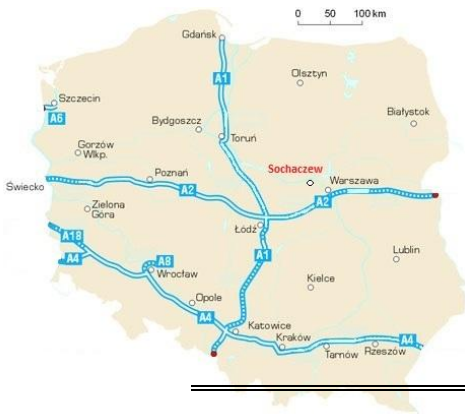 0 50 100 km
Gdańsk
A1
Olsztyn
Szczecin
A6
Białystok
Bydgoszcz
Toruń
Gorzów
Wlkp.
Sochaczew
Poznań
Warszawa
Świecko
A2
A2
Zielona
Góra
Łódź
A18
A1
Lublin
A4
A8
Wrocław
Kielce
Opole
A4
Katowice
Kraków
A4
Tarnów
Rzeszów